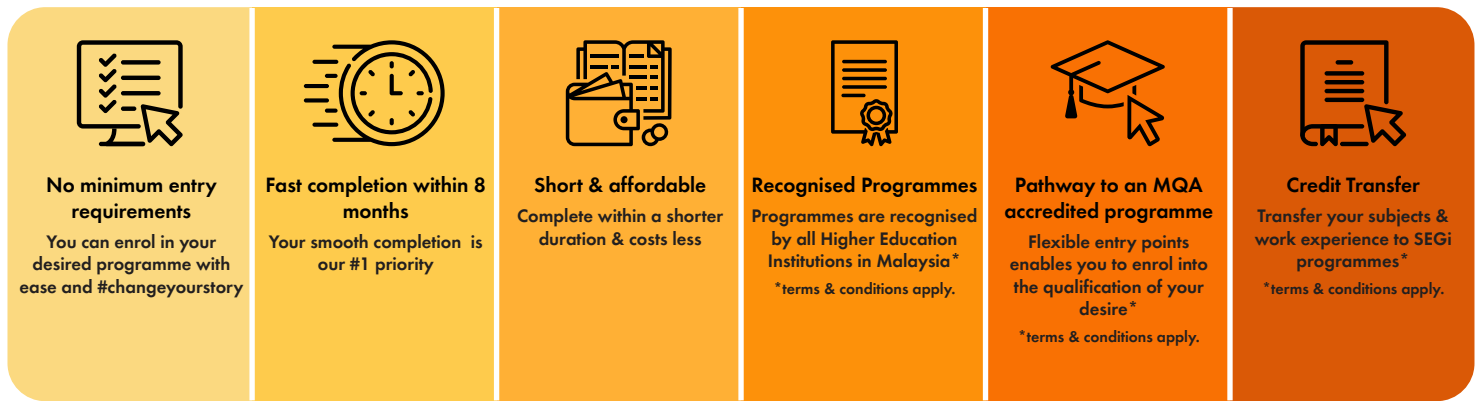 No minimum entry
requirements
You can enrol in your
desired programme with
ease and #changeyourstory
Fast completion within 8
months
Your smooth completion  is
our #1 priority
Short & affordable
Complete within a shorter
duration & costs less
Recognised Programmes
Programmes are recognised
by all Higher Education
Institutions in Malaysia*
*terms & conditions apply.
Pathway to an MQA
accredited programme
Flexible entry points
enables you to enrol into
the qualification of your
desire*
*terms & conditions apply.
Credit Transfer
Transfer your subjects &
work experience to SEGi
programmes*
*terms & conditions apply.